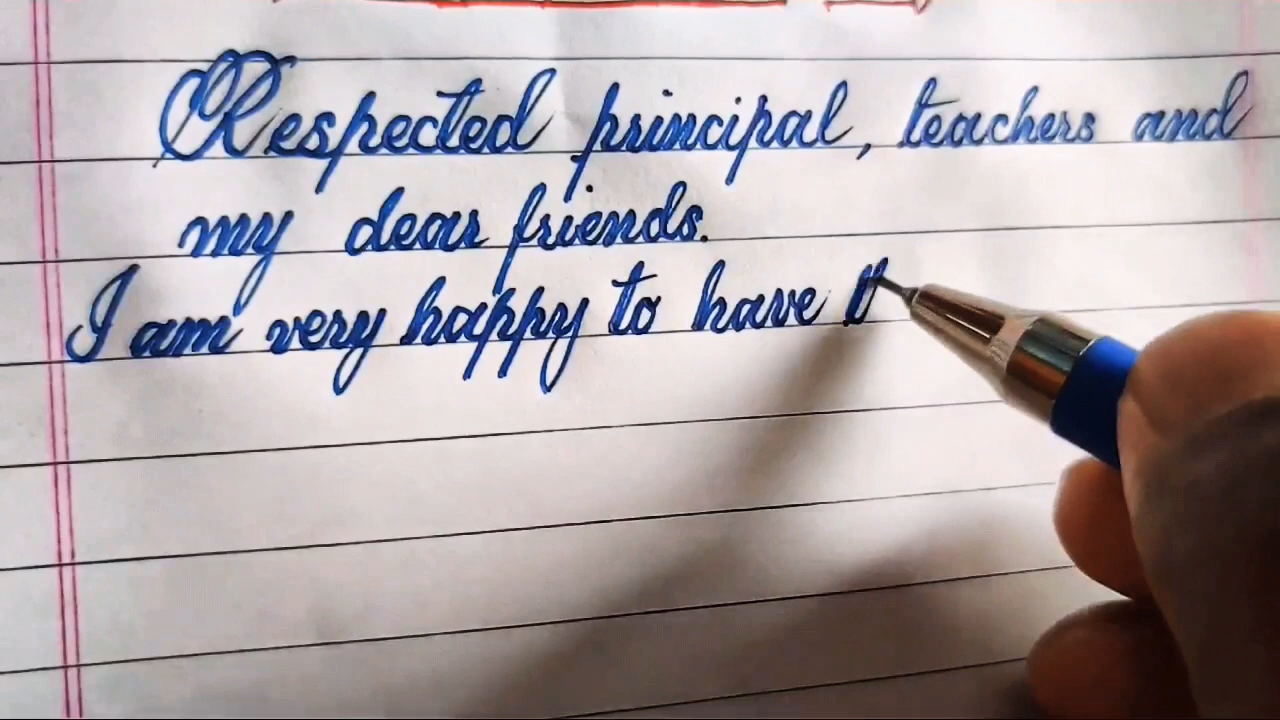 Respected principal, teachers and
my dear friends.
I am very happy to have